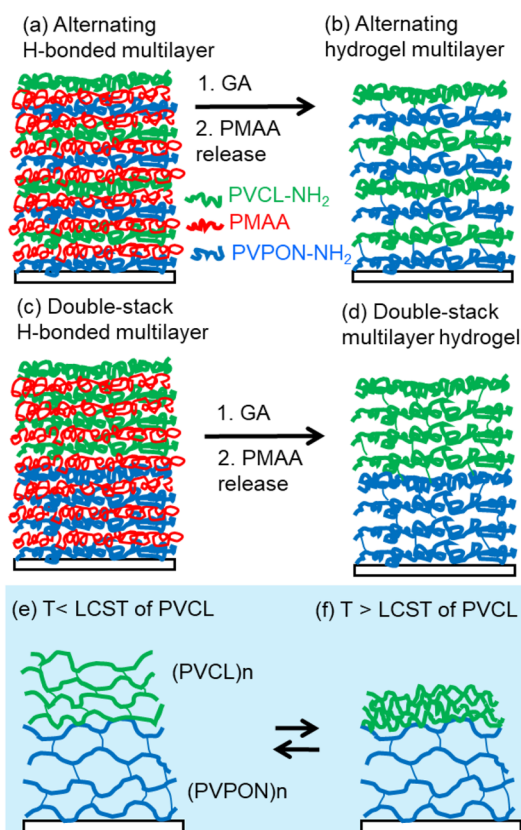 (a) Alternating
H-bonded multilayer
(b) Alternating
hydrogel multilayer
1. GA
2. PMAA
release
PVCL-NH₂
PMAA
PVPON-NH₂
(c) Double-stack
H-bonded multilayer
(d) Double-stack
multilayer hydrogel
1. GA
2. PMAA
release
(e) T< LCST of PVCL
(f) T > LCST of PVCL
(PVCL)n
(PVPON)n